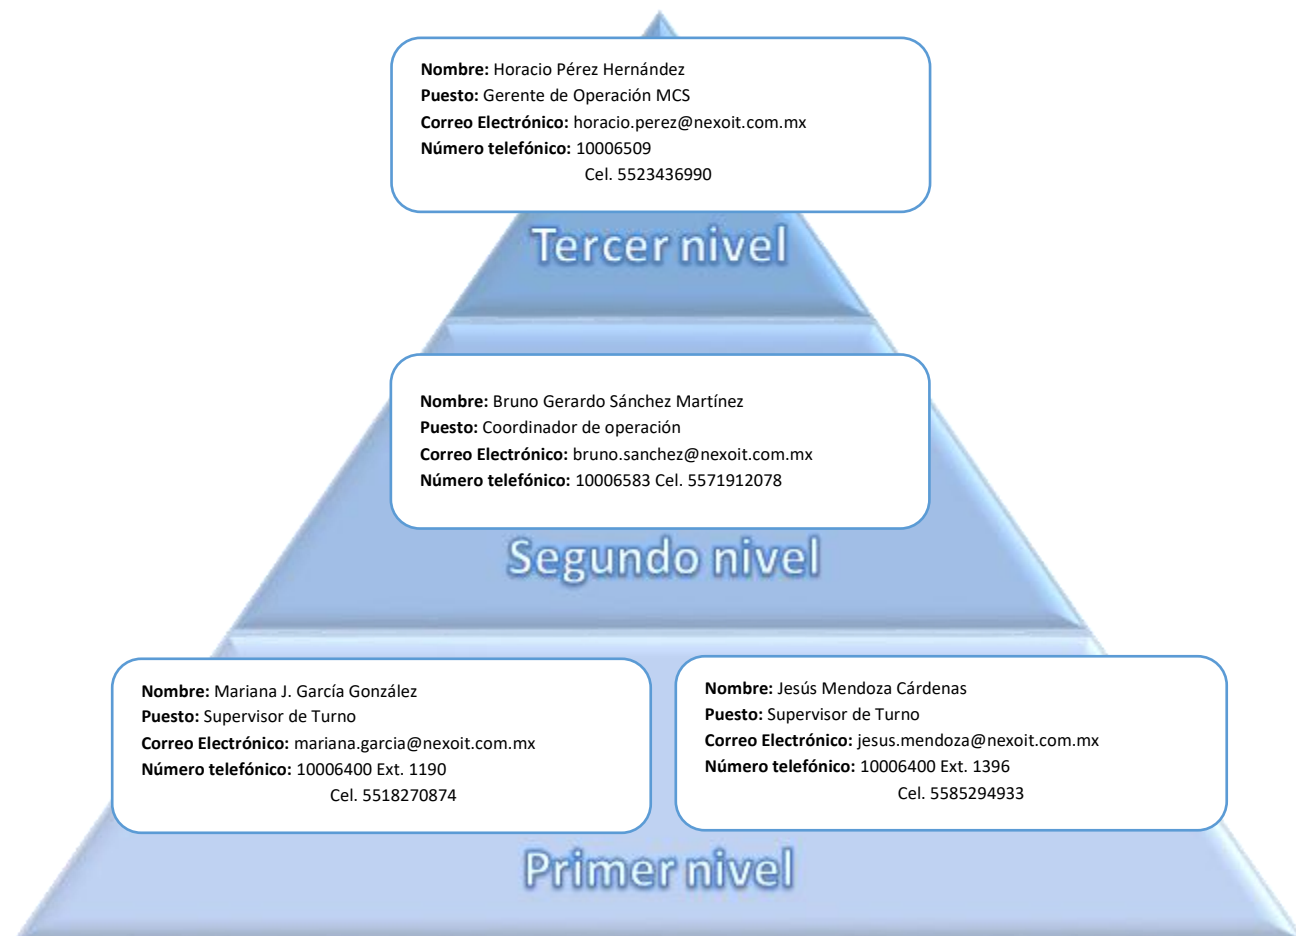 Nombre: Horacio Pérez Hernández
Puesto: Gerente de Operación MCS
Correo Electrónico: horacio.perez@nexoit.com.mx
Número telefónico: 10006509
Cel. 5523436990
Tercer nivel
Nombre: Bruno Gerardo Sánchez Martínez
Puesto: Coordinador de operación
Correo Electrónico: bruno.sanchez@nexoit.com.mx
Número telefónico: 10006583 Cel. 5571912078
Segundo nivel
Nombre: Mariana J. García González
Puesto: Supervisor de Turno
Correo Electrónico: mariana.garcia@nexoit.com.mx
Número telefónico: 10006400 Ext. 1190
Cel. 5518270874
Nombre: Jesús Mendoza Cárdenas
Puesto: Supervisor de Turno
Correo Electrónico: jesus.mendoza@nexoit.com.mx
Número telefónico: 10006400 Ext. 1396
Cel. 5585294933
Primer nivel